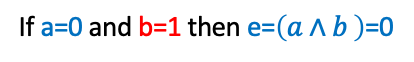 If a=0 and b=1 then e=(a ∧ b )=0